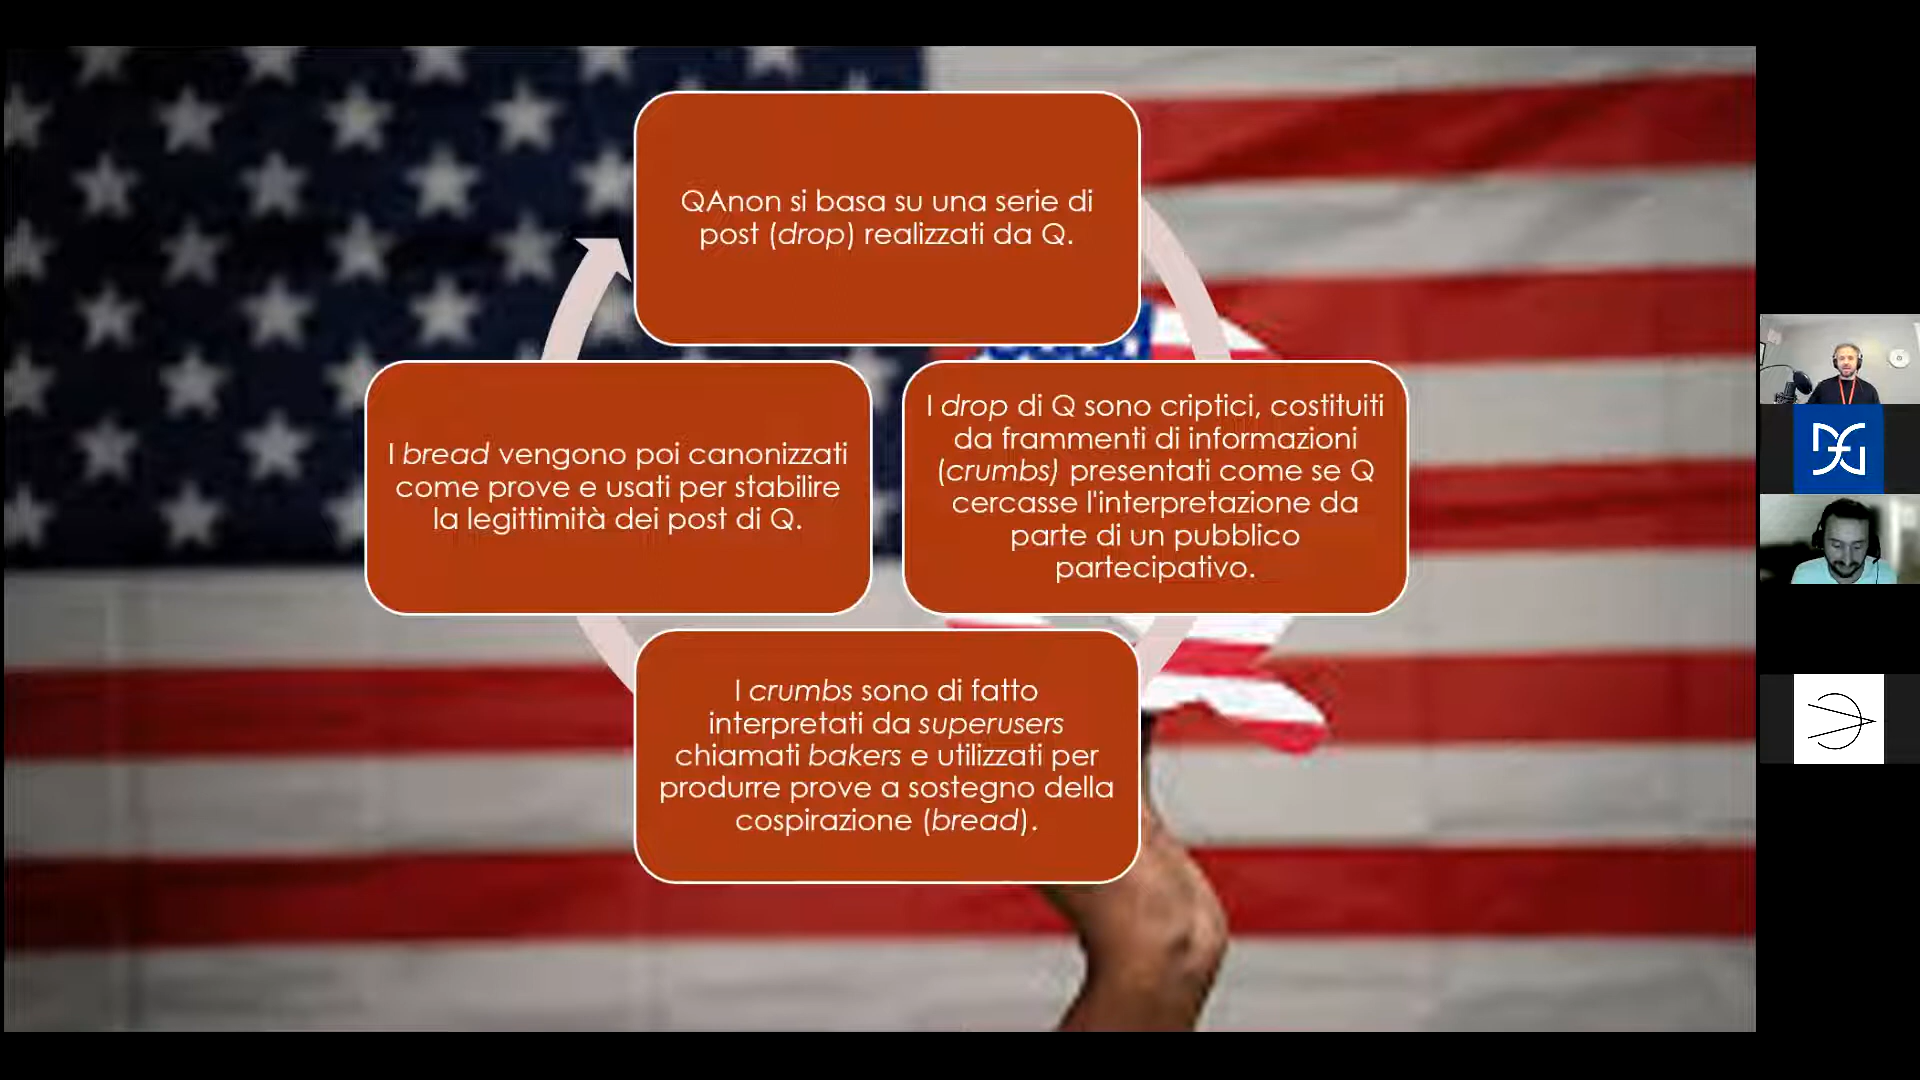 QAnon si basa su una serie di
post (drop) realizzati da Q.
I drop di Q sono criptici, costituiti
da frammenti di informazioni
(crumbs) presentati come se Q
cercasse l'interpretazione da
parte di un pubblico
partecipativo.
I crumbs sono di fatto
interpretati da superusers
chiamati bakers e utilizzati per
produrre prove a sostegno della
cospirazione (bread).
I bread vengono poi canonizzati
come prove e usati per stabilire
la legittimità dei post di Q.